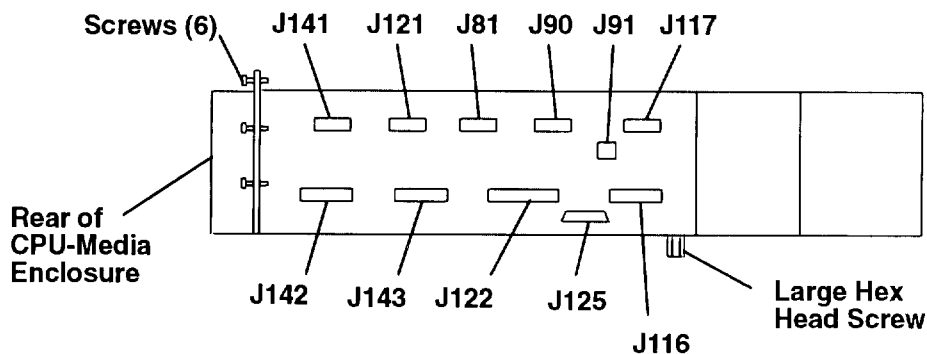 Screws (6)
J141
J121
J81
J90
J91
J117
Rear of
CPU-Media
Enclosure
J142
J143
J122
J125
J116
Large Hex
Head Screw